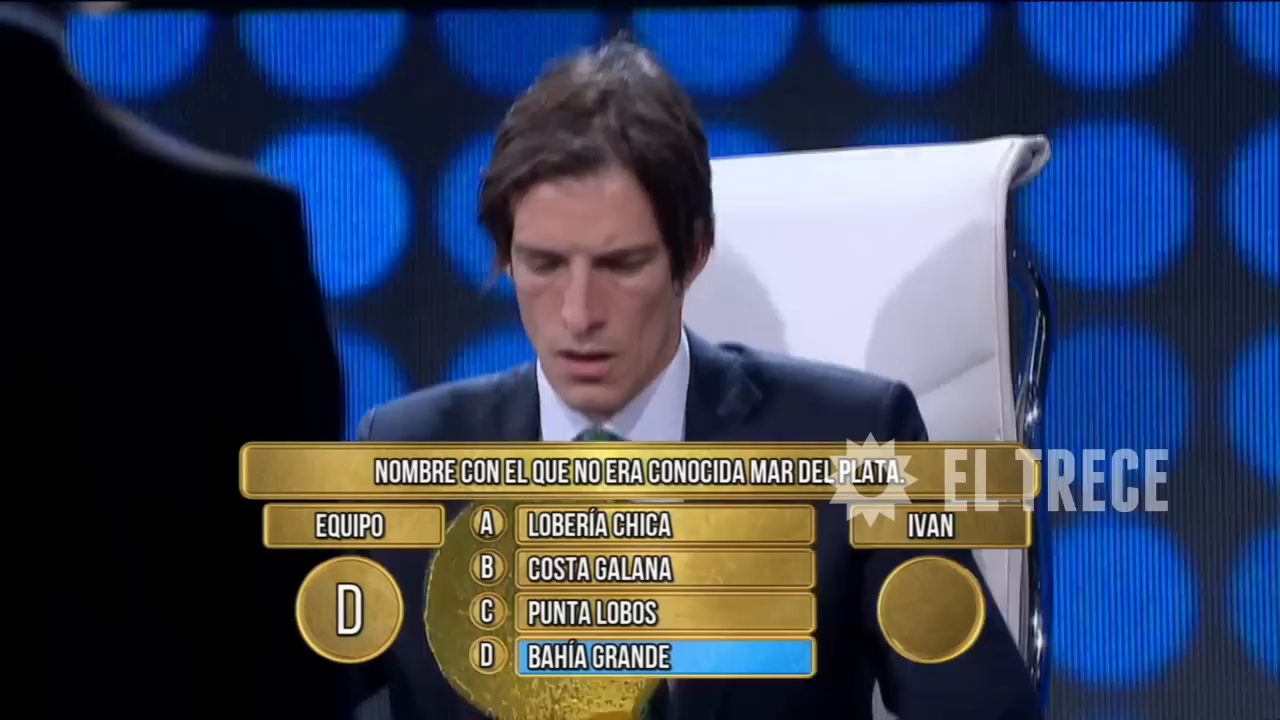 NOMBRE CON EL QUE NO ERA CONOCIDA MAR DEL PLATA.
EL TRECE
EQUIPO
D
A LOBERÍA CHICA
B COSTA GALANA
C PUNTA LOBOS
D BAHÍA GRANDE
IVAN